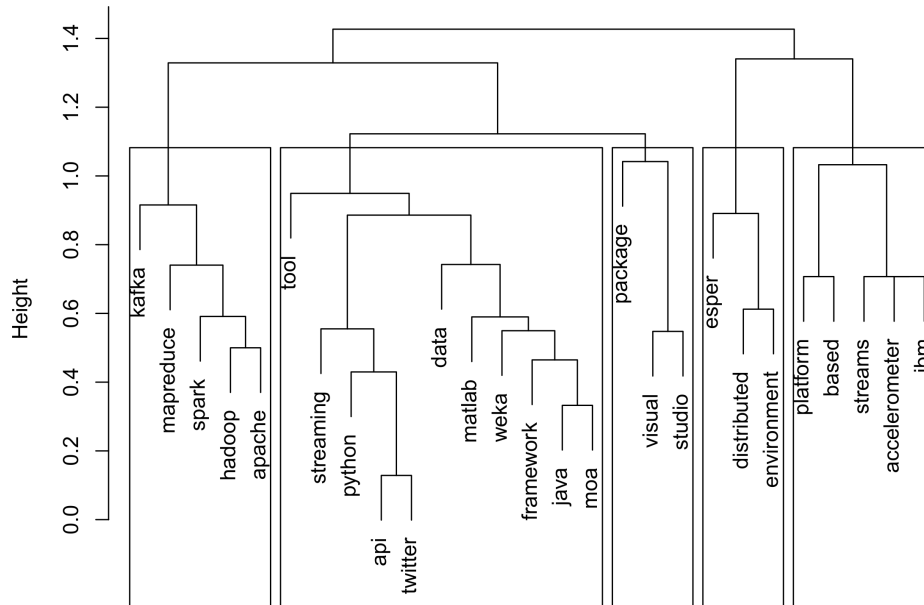 Height
0.0
0.2
0.4
0.6
0.8
1.0
1.2
1.4
kafka
mapreduce
spark
hadoop
apache
tool
streaming
python
api
twitter
data
matlab
weka
framework
java
moa
package
visual
studio
esper
distributed
environment
platform
based
streams
accelerometer
ibm